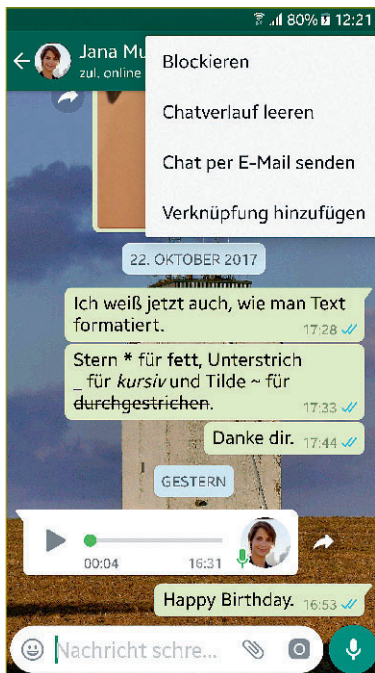 80% 12:21
Jana Mu
zul. online
Blockieren
Chatverlauf leeren
Chat per E-Mail senden
Verknüpfung hinzufügen
22. OKTOBER 2017
Ich weiß jetzt auch, wie man Text
formatiert. 17:28
Stern * für fett, Unterstrich
_ für kursiv und Tilde ~ für
durchgestrichen. 17:33
Danke dir. 17:44
GESTERN
00:04 16:31
Happy Birthday. 16:53
Nachricht schre...